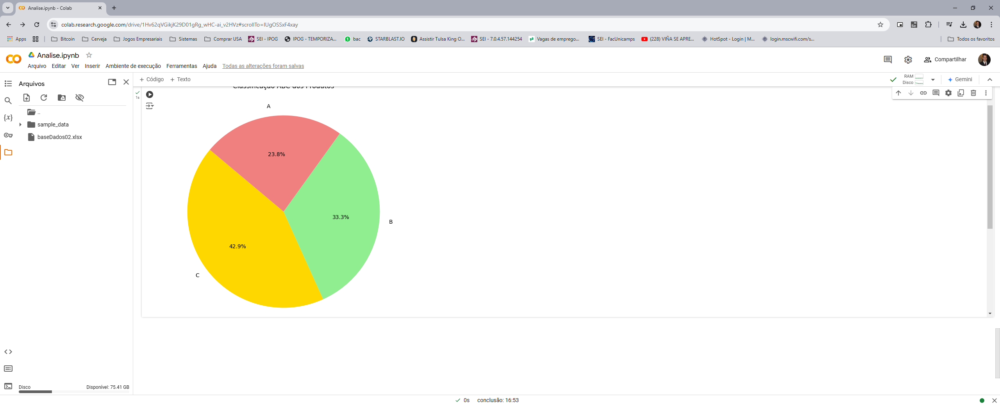 Analise.ipynb - Colab
colab.research.google.com/drive/1Hv62qVGikjK29D01gRg_wHC-ai_v2HVz#scrollTo=IUgOSSxF4xay
Apps Bitcoin Cerveja Jogos Empresariais Sistemas Comprar USA SEI - IPOG IPOG - TEMPORIZA... bac STARBLAST.IO Assistir Tulsa King O... SEI - 7.0.4.57.144254 Vagas de emprego... SEI - FacUnicamps (228) VIÑA SE APRE... HotSpot - Login | M... login.mscwifi.com/s... Todos os favoritos
Analise.ipynb
Arquivo Editar Ver Inserir Ambiente de execução Ferramentas Ajuda Todas as alterações foram salvas
Compartilhar
Arquivos
+ Código + Texto
RAM
Disco
Gemini
..
sample_data
baseDados02.xlsx
Disco Disponível: 75.41 GB
1s
Classificação ABC dos Produtos
A
23.8%
33.3%
B
42.9%
C
0s conclusão: 16:53